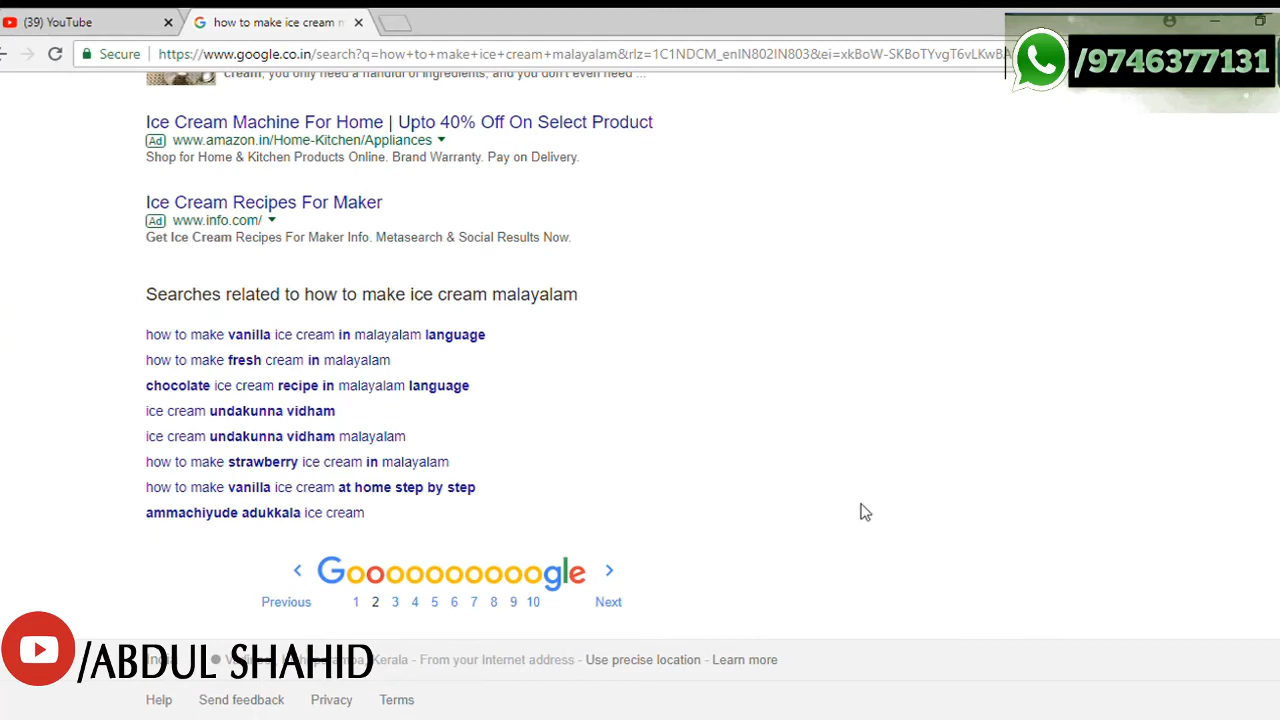 (39) YouTube
how to make ice cream m
Secure
https://www.google.co.in/search?q=how+to+make+ice+cream+malayalam&rlz=1C1NDCM_enIN802IN803&ei=xkBoW-SKBoTYvgT6vLKwB
/9746377131
cream, you only need a handful of ingredients, and you don't even need ...
Ice Cream Machine For Home | Upto 40% Off On Select Product
Ad www.amazon.in/Home-Kitchen/Appliances
Shop for Home & Kitchen Products Online. Brand Warranty. Pay on Delivery.
Ice Cream Recipes For Maker
Ad www.info.com/
Get Ice Cream Recipes For Maker Info. Metasearch & Social Results Now.
Searches related to how to make ice cream malayalam
how to make vanilla ice cream in malayalam language
how to make fresh cream in malayalam
chocolate ice cream recipe in malayalam language
ice cream undakunna vidham
ice cream undakunna vidham malayalam
how to make strawberry ice cream in malayalam
how to make vanilla ice cream at home step by step
ammachiyude adukkala ice cream
Goooooooooogle
Previous 1 2 3 4 5 6 7 8 9 10 Next
/ABDUL SHAHID
Kerala - From your Internet address - Use precise location - Learn more
Help Send feedback Privacy Terms